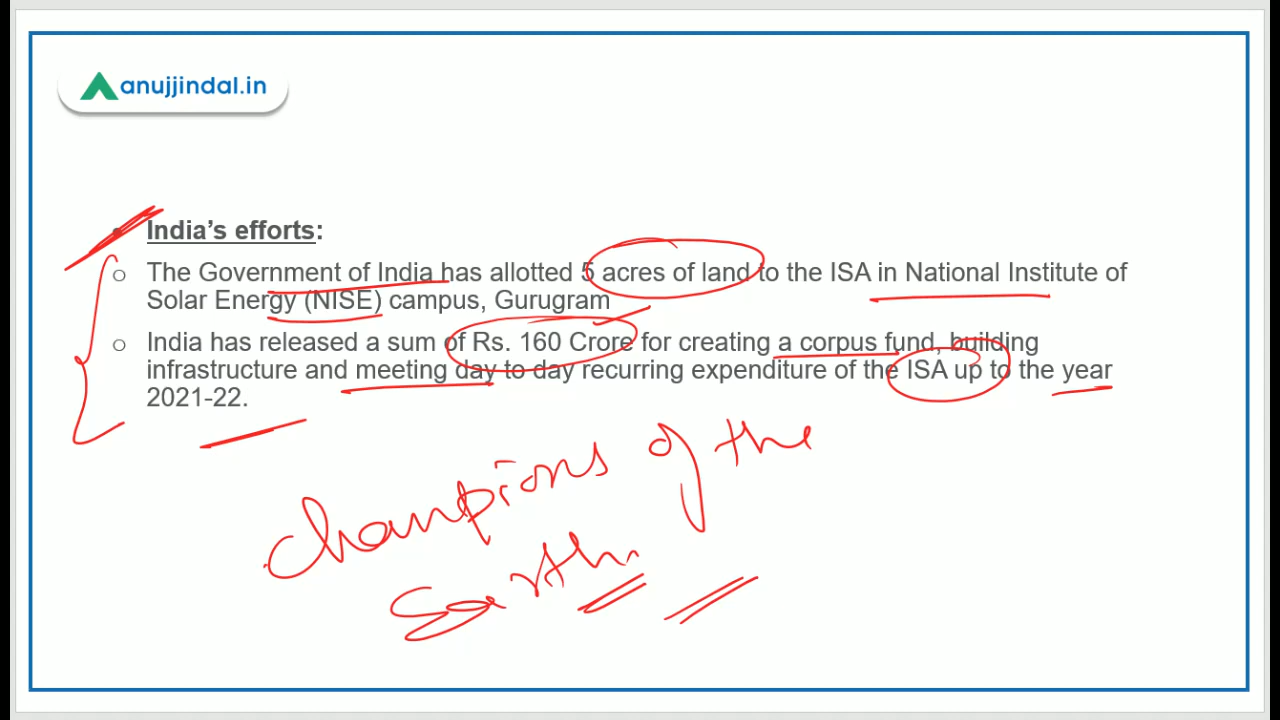 anujjindal.in
• India's efforts:
o The Government of India has allotted 5 acres of land to the ISA in National Institute of
Solar Energy (NISE) campus, Gurugram
o India has released a sum of Rs. 160 Crore for creating a corpus fund, building
infrastructure and meeting day to day recurring expenditure of the ISA up to the year
2021-22.
Champions of the
Earth